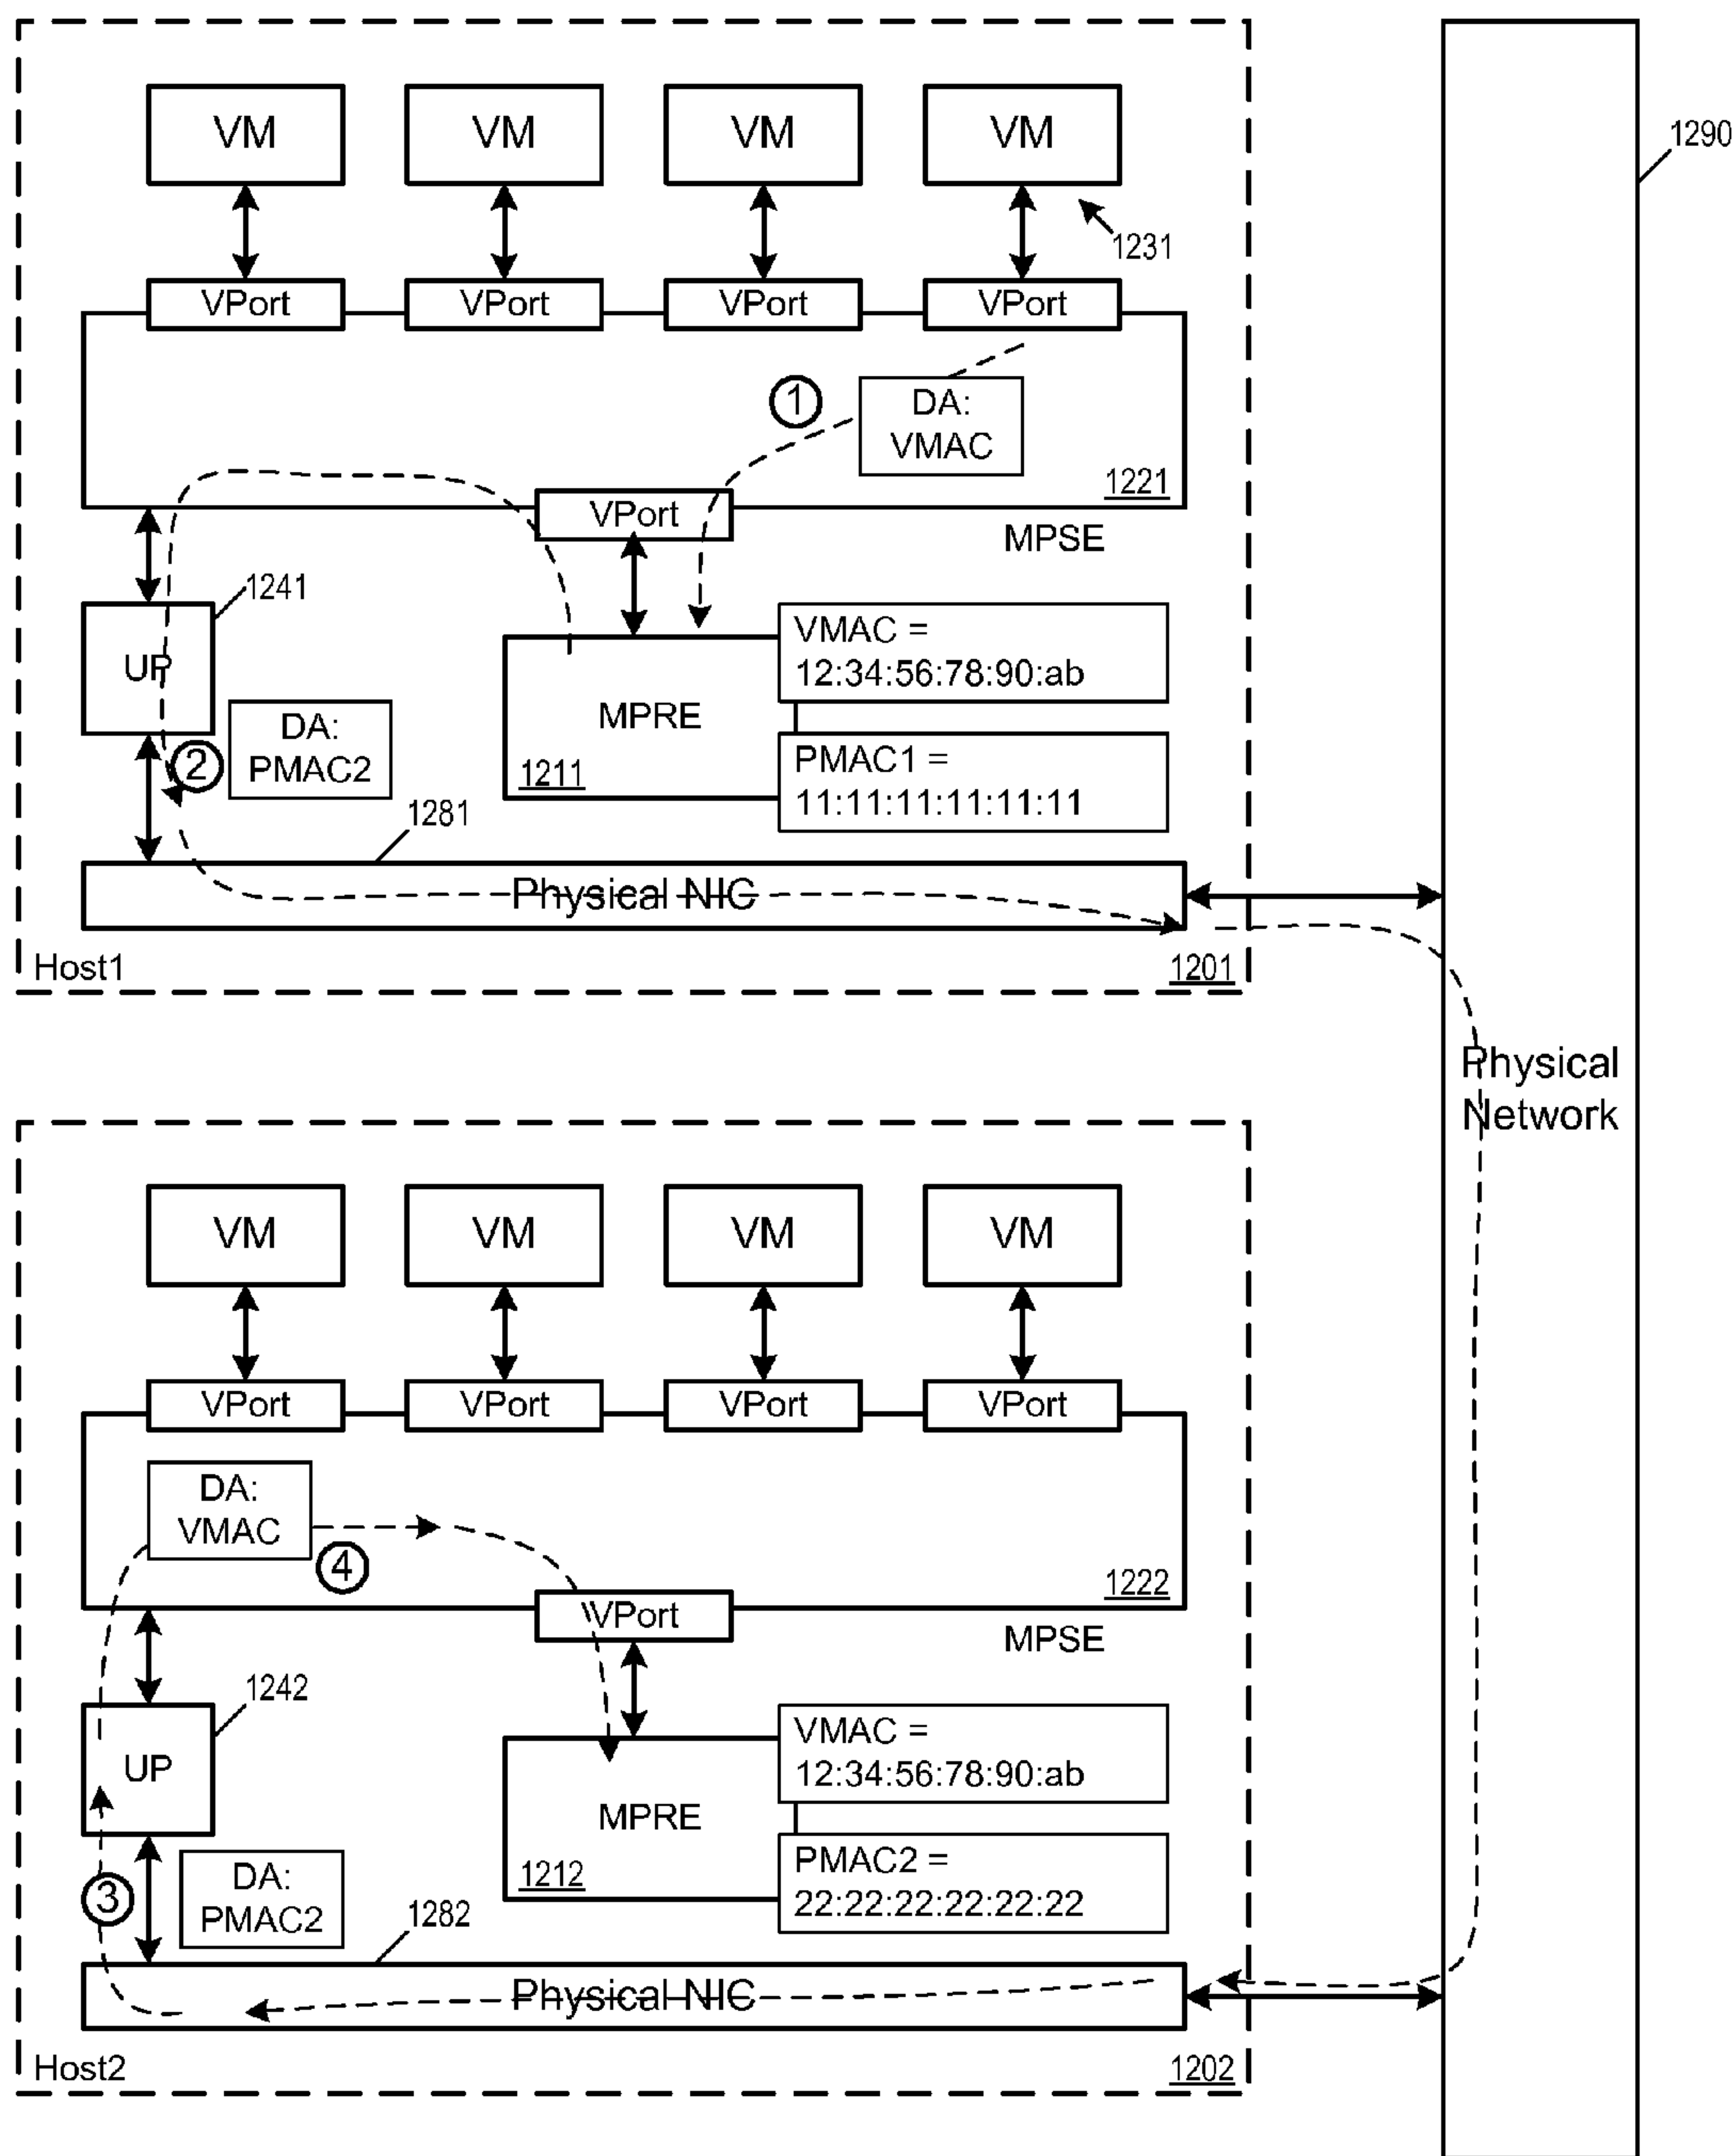 1290
VM
VM
VM
VM
1231
VPort
VPort
VPort
VPort
1
DA:
VMAC
1221
VPort
MPSE
1241
UP
VMAC =
12:34:56:78:90:ab
MPRE
1211
DA:
PMAC2
2
PMAC1 =
11:11:11:11:11:11
1281
Physical NIC
Host1
1201
Physical
Network
VM
VM
VM
VM
VPort
VPort
VPort
VPort
DA:
VMAC
4
1222
VPort
MPSE
1242
UP
VMAC =
12:34:56:78:90:ab
MPRE
1212
3
DA:
PMAC2
PMAC2 =
22:22:22:22:22:22
1282
Physical NIC
Host2
1202